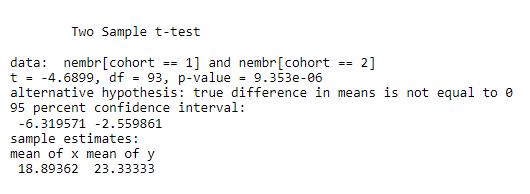 Two Sample t-test
data:  nembr[cohort == 1] and nembr[cohort == 2]
t = -4.6899, df = 93, p-value = 9.353e-06
alternative hypothesis: true difference in means is not equal to 0
95 percent confidence interval:
-6.319571 -2.559861
sample estimates:
mean of x mean of y
18.89362  23.33333